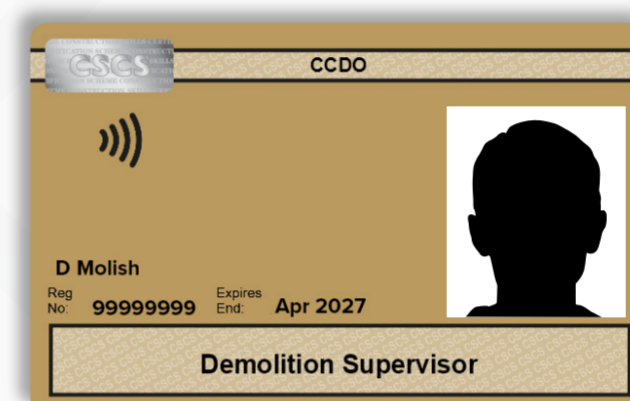 CSCS
CCDO
D Molish
Reg No: 99999999
Expires End: Apr 2027
Demolition Supervisor